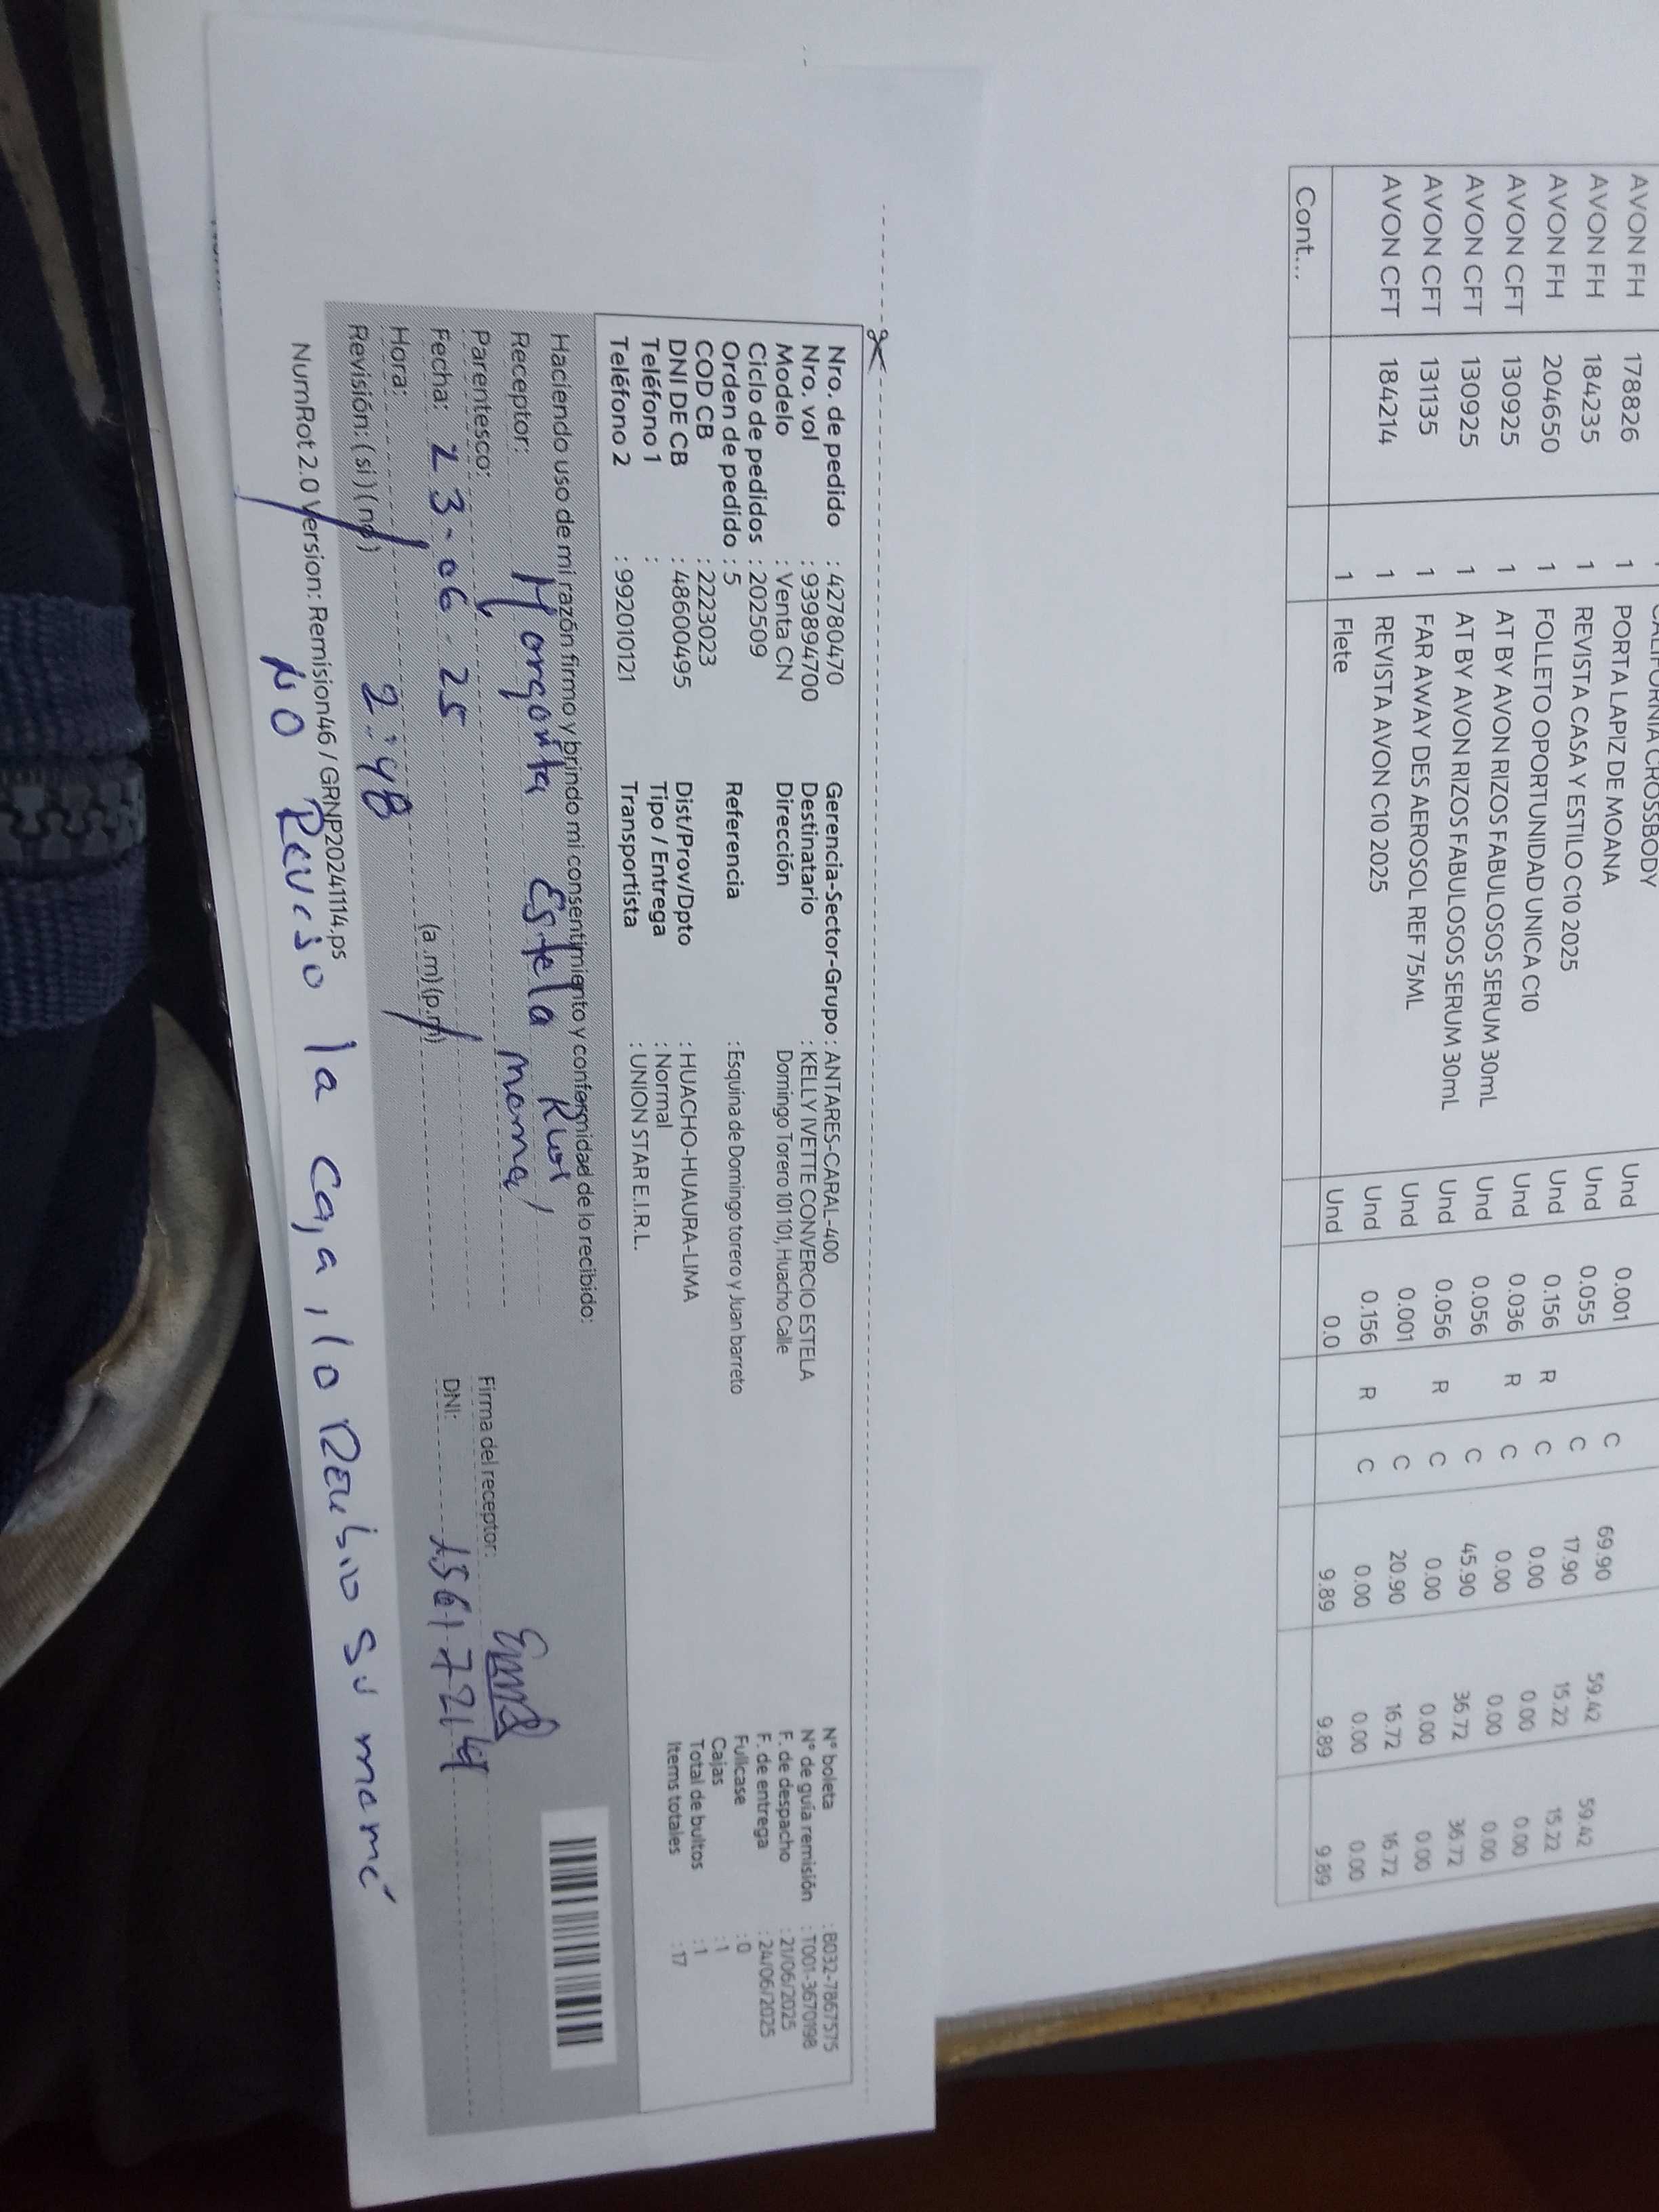 CALIFORNIA CROSSBODY
AVON FH 178826 1 PORTA LAPIZ DE MOANA Und 0.001 C 69.90 59.42 59.42
AVON FH 184235 1 REVISTA CASA Y ESTILO C10 2025 Und 0.055 C 17.90 15.22 15.22
AVON FH 204650 1 FOLLETO OPORTUNIDAD UNICA C10 Und 0.156 R C 0.00 0.00 0.00
AVON CFT 130925 1 AT BY AVON RIZOS FABULOSOS SERUM 30mL Und 0.036 R C 0.00 0.00 0.00
AVON CFT 130925 1 AT BY AVON RIZOS FABULOSOS SERUM 30mL Und 0.056 C 45.90 36.72 36.72
AVON CFT 131135 1 FAR AWAY DES AEROSOL REF 75ML Und 0.056 R C 0.00 0.00 0.00
AVON CFT 184214 1 REVISTA AVON C10 2025 Und 0.001 C 20.90 16.72 16.72
1 Flete Und 0.156 R C 0.00 0.00 0.00
Cont... Und 0.0 9.89 9.89 9.89
Nro. de pedido : 427804470 Gerencia-Sector-Grupo : ANTARES-CARAL-400 N° boleta : B032-7867575
Nro. vol : 9398894700 Destinatario : KELLY IVETTE CONVERCIO ESTELA N° de guía remisión : T001-3670198
Modelo : Venta CN Dirección Domingo Torero 101 101, Huacho Calle F. de despacho : 21/06/2025
Ciclo de pedidos : 202509 F. de entrega : 24/06/2025
Orden de pedido : 5 Referencia : Esquina de Domingo torero y Juan barreto Fullcase : 0
COD CB : 2223023 Cajas : 1
DNI DE CB : 48600495 Dist/Prov/Dpto : HUACHO-HUAURA-LIMA Total de bultos : 1
Teléfono 1 : Tipo / Entrega : Normal Items totales : 17
Teléfono 2 : 992010121 Transportista : UNION STAR E.I.R.L.
Haciendo uso de mi razón firmo y brindo mi consentimiento y conformidad de lo recibido:
Receptor: Margarita Estela Rios
Parentesco: mama Firma del receptor:
Fecha: 23-06-25 DNI: 15617214
Hora: 2:48 (a .m)(p.m)
Revisión: ( si ) ( no )
NumRot 2.0 Version: Remision46 / GRNP20241114.ps
NO Reviso la caja, lo Recibio su mamá